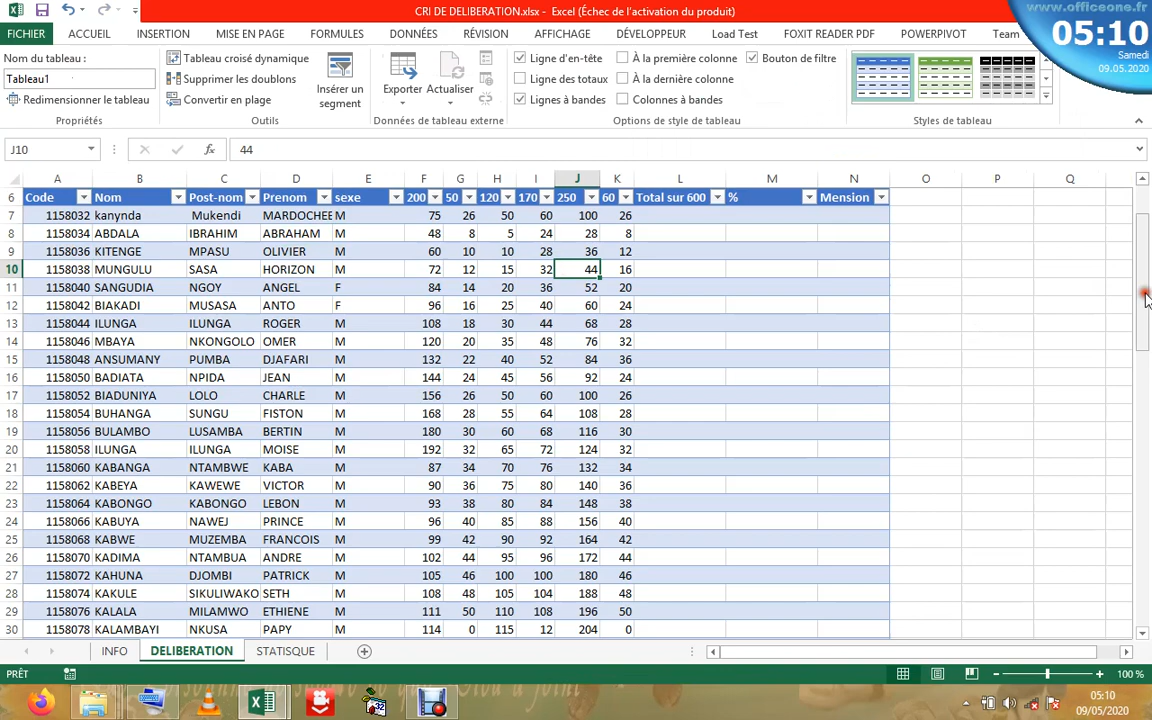 CRI DE DELIBERATION.xlsx - Excel (Échec de l'activation du produit)
www.officeone.fr
05:10
Samedi
09.05.2020
FICHIER ACCUEIL INSERTION MISE EN PAGE FORMULES DONNÉES RÉVISION AFFICHAGE DÉVELOPPEUR Load Test FOXIT READER PDF POWERPIVOT Team
Nom du tableau :
Tableau1
Redimensionner le tableau
Propriétés
Tableau croisé dynamique
Supprimer les doublons
Convertir en plage
Outils
Insérer un
segment
Exporter Actualiser
Données de tableau externe
Ligne d'en-tête À la première colonne Bouton de filtre
Ligne des totaux À la dernière colonne
Lignes à bandes Colonnes à bandes
Options de style de tableau
Styles de tableau
J10 fx 44
A B C D E F G H I J K L M N O P Q
6 Code Nom Post-nom Prenom sexe 200 50 120 170 250 60 Total sur 600 % Mension
7 1158032 kanynda Mukendi MARDOCHEE M 75 26 50 60 100 26
8 1158034 ABDALA IBRAHIM ABRAHAM M 48 8 5 24 28 8
9 1158036 KITENGE MPASU OLIVIER M 60 10 10 28 36 12
10 1158038 MUNGULU SASA HORIZON M 72 12 15 32 44 16
11 1158040 SANGUDIA NGOY ANGEL F 84 14 20 36 52 20
12 1158042 BIAKADI MUSASA ANTO F 96 16 25 40 60 24
13 1158044 ILUNGA ILUNGA ROGER M 108 18 30 44 68 28
14 1158046 MBAYA NKONGOLO OMER M 120 20 35 48 76 32
15 1158048 ANSUMANY PUMBA DJAFARI M 132 22 40 52 84 36
16 1158050 BADIATA NPIDA JEAN M 144 24 45 56 92 24
17 1158052 BIADUNIYA LOLO CHARLE M 156 26 50 60 100 26
18 1158054 BUHANGA SUNGU FISTON M 168 28 55 64 108 28
19 1158056 BULAMBO LUSAMBA BERTIN M 180 30 60 68 116 30
20 1158058 ILUNGA ILUNGA MOISE M 192 32 65 72 124 32
21 1158060 KABANGA NTAMBWE KABA M 87 34 70 76 132 34
22 1158062 KABEYA KAWEWE VICTOR M 90 36 75 80 140 36
23 1158064 KABONGO KABONGO LEBON M 93 38 80 84 148 38
24 1158066 KABUYA NAWEJ PRINCE M 96 40 85 88 156 40
25 1158068 KABWE MUZEMBA FRANCOIS M 99 42 90 92 164 42
26 1158070 KADIMA NTAMBUA ANDRE M 102 44 95 96 172 44
27 1158072 KAHUNA DJOMBI PATRICK M 105 46 100 100 180 46
28 1158074 KAKULE SIKULIWAKO SETH M 108 48 105 104 188 48
29 1158076 KALALA MILAMWO ETHIENE M 111 50 110 108 196 50
30 1158078 KALAMBAYI NKUSA PAPY M 114 0 115 12 204 0
INFO DELIBERATION STATISQUE
PRÊT 100 %
05:10
09/05/2020